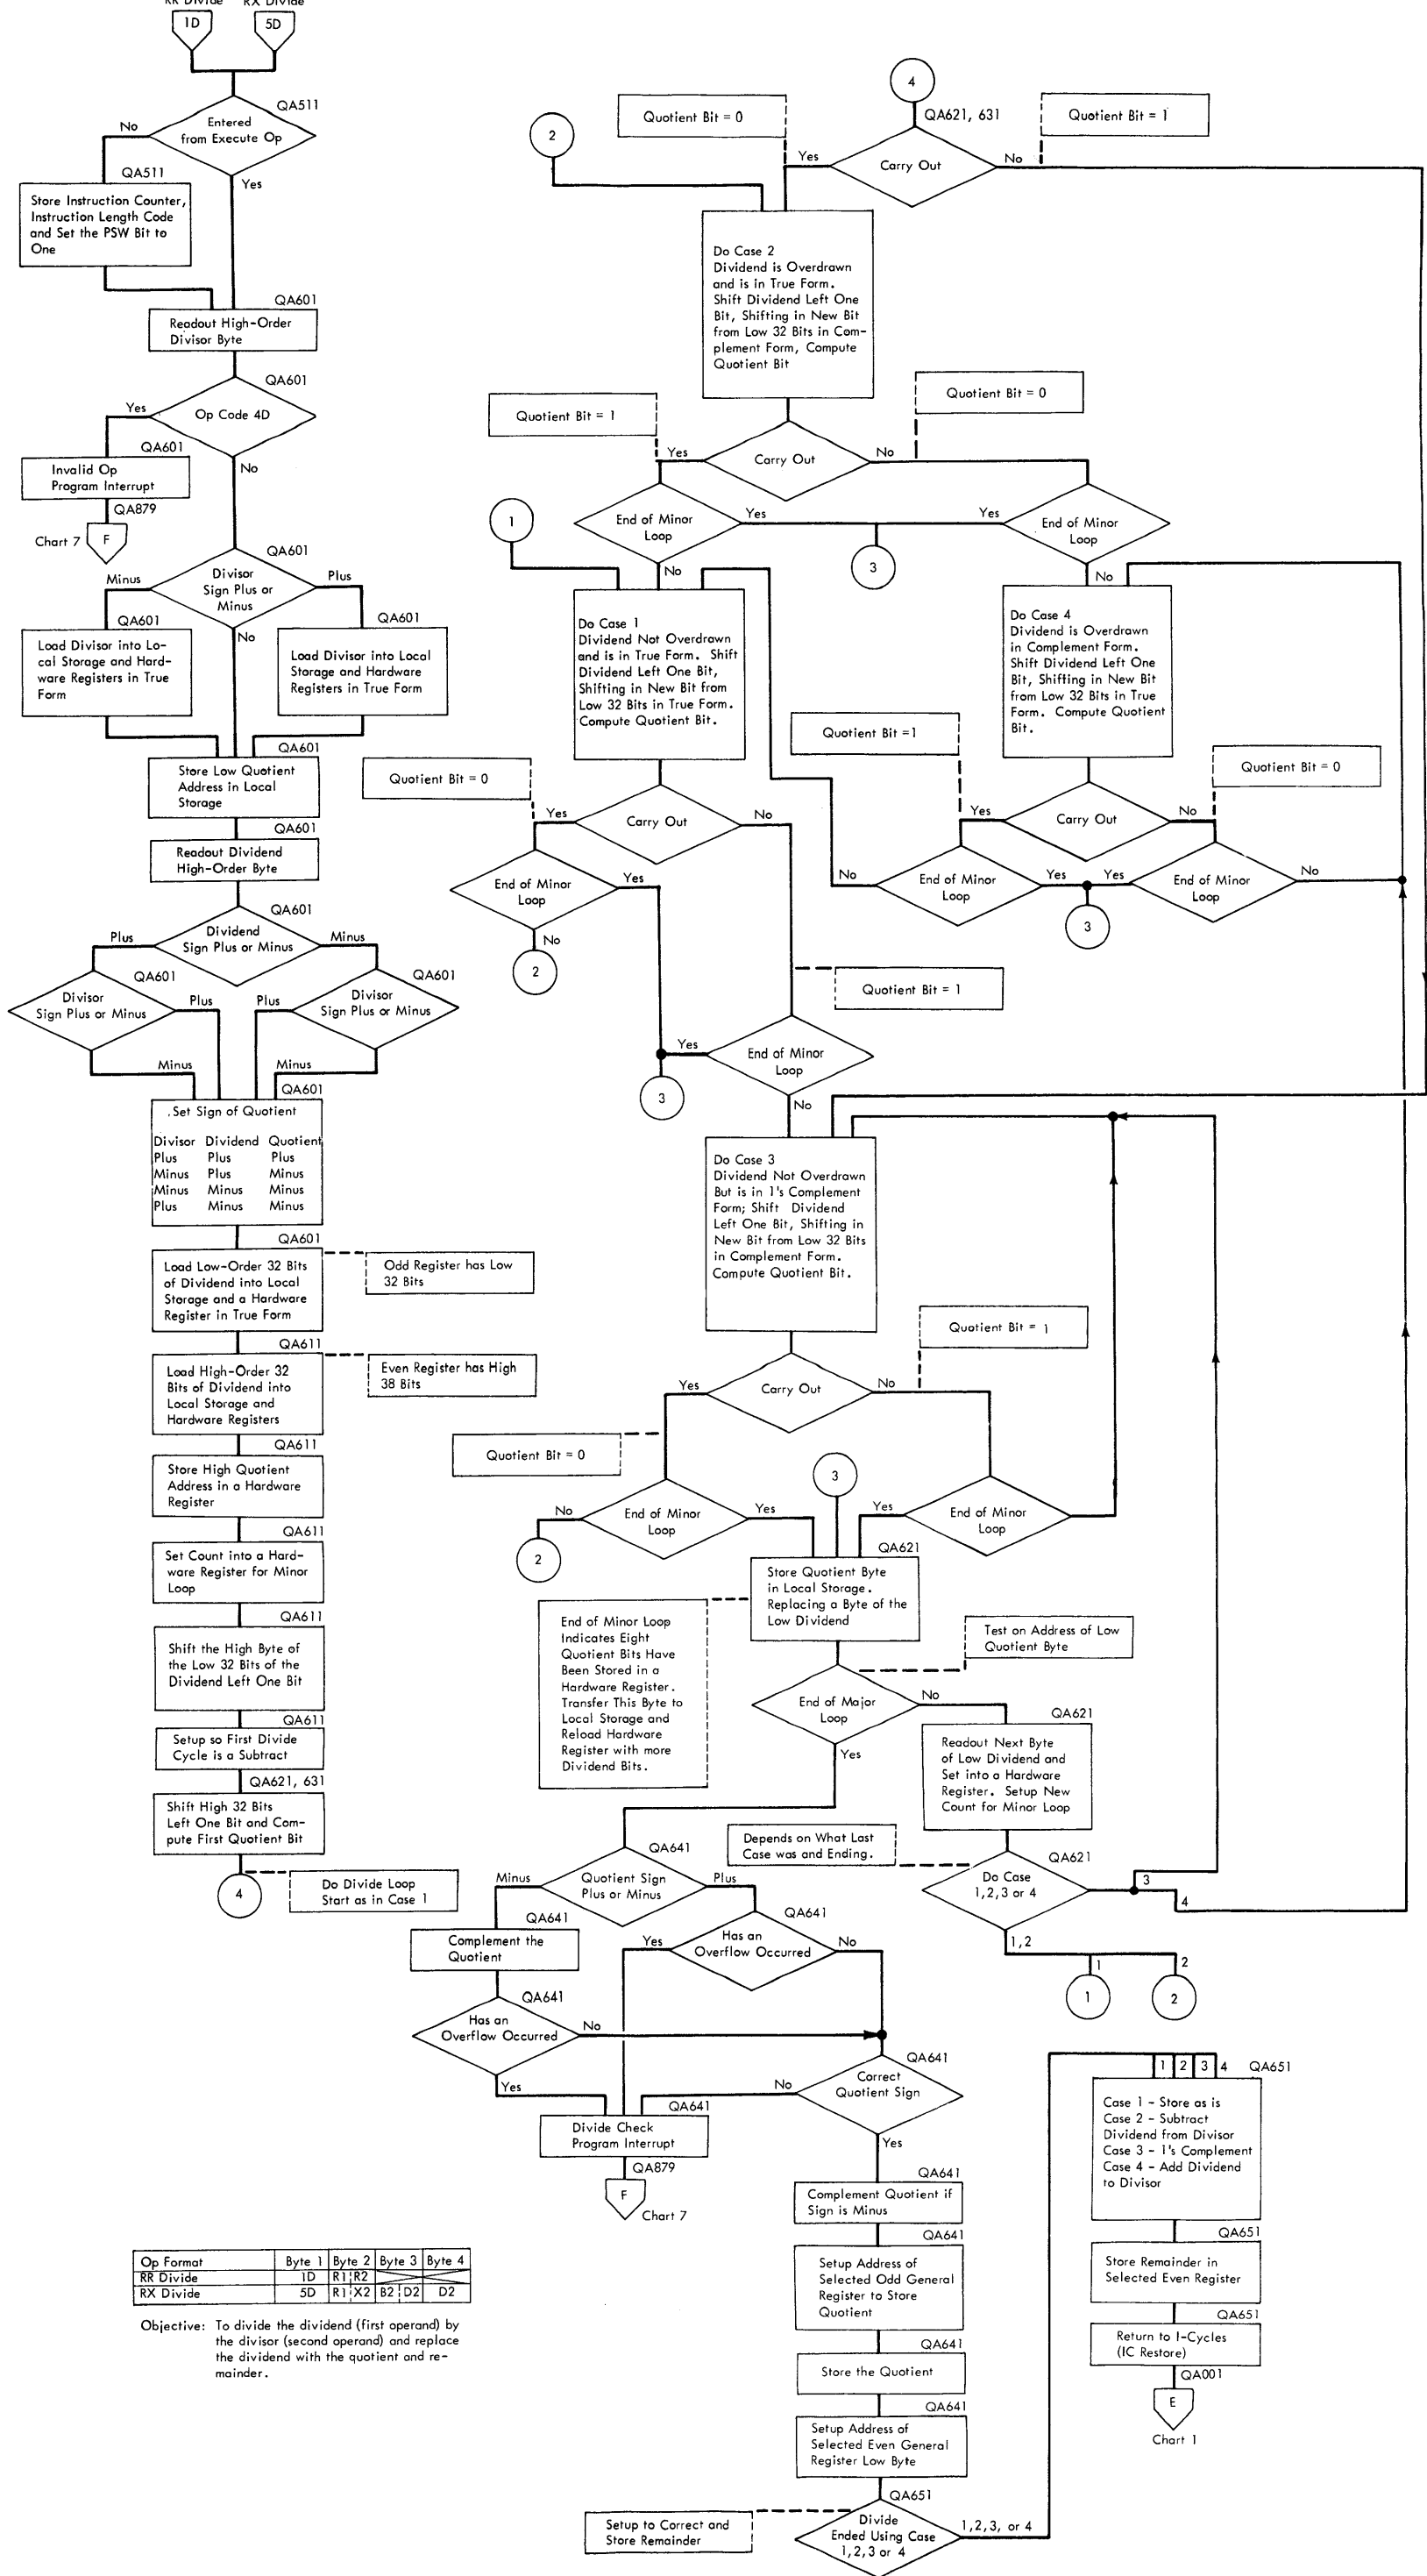 RR Divide
RX Divide
1D
5D
QA511
Entered
from Execute Op
No
Yes
QA511
Store Instruction Counter,
Instruction Length Code
and Set the PSW Bit to
One
QA601
Readout High-Order
Divisor Byte
QA601
Op Code 4D
Yes
No
QA601
Invalid Op
Program Interrupt
QA879
Chart 7
F
QA601
Divisor
Sign Plus or
Minus
Minus
Plus
No
QA601
Load Divisor into Lo-
cal Storage and Hard-
ware Registers in True
Form
QA601
Load Divisor into Local
Storage and Hardware
Registers in True Form
QA601
Store Low Quotient
Address in Local
Storage
QA601
Readout Dividend
High-Order Byte
QA601
Dividend
Sign Plus or Minus
Plus
Minus
QA601
Divisor
Sign Plus or Minus
Plus
Minus
QA601
Divisor
Sign Plus or Minus
Plus
Minus
QA601
.Set Sign of Quotient
Divisor Dividend Quotient
Plus Plus Plus
Minus Plus Minus
Minus Minus Minus
Plus Minus Minus
QA601
Load Low-Order 32 Bits
of Dividend into Local
Storage and a Hardware
Register in True Form
Odd Register has Low
32 Bits
QA611
Load High-Order 32
Bits of Dividend into
Local Storage and
Hardware Registers
Even Register has High
38 Bits
QA611
Store High Quotient
Address in a Hardware
Register
QA611
Set Count into a Hard-
ware Register for Minor
Loop
QA611
Shift the High Byte of
the Low 32 Bits of the
Dividend Left One Bit
QA611
Setup so First Divide
Cycle is a Subtract
QA621, 631
Shift High 32 Bits
Left One Bit and Com-
pute First Quotient Bit
4
Do Divide Loop
Start as in Case 1
4
QA621, 631
Carry Out
Yes
No
Quotient Bit = 0
Quotient Bit = 1
2
Do Case 2
Dividend is Overdrawn
and is in True Form.
Shift Dividend Left One
Bit, Shifting in New Bit
from Low 32 Bits in Com-
plement Form, Compute
Quotient Bit
Quotient Bit = 1
Quotient Bit = 0
Carry Out
Yes
No
1
End of Minor
Loop
Yes
No
3
End of Minor
Loop
Yes
No
Do Case 1
Dividend Not Overdrawn
and is in True Form. Shift
Dividend Left One Bit,
Shifting in New Bit from
Low 32 Bits in True Form.
Compute Quotient Bit.
Do Case 4
Dividend is Overdrawn
in Complement Form.
Shift Dividend Left One
Bit, Shifting in New Bit
from Low 32 Bits in True
Form. Compute Quotient
Bit.
Quotient Bit = 0
Carry Out
Yes
No
Quotient Bit =1
Quotient Bit = 0
Carry Out
Yes
No
End of Minor
Loop
Yes
No
2
End of Minor
Loop
No
Yes
3
End of Minor
Loop
Yes
No
Quotient Bit = 1
End of Minor
Loop
Yes
No
3
Do Case 3
Dividend Not Overdrawn
But is in 1's Complement
Form; Shift Dividend
Left One Bit, Shifting in
New Bit from Low 32 Bits
in Complement Form.
Compute Quotient Bit.
Quotient Bit = 1
Carry Out
Yes
No
Quotient Bit = 0
3
End of Minor
Loop
No
Yes
2
End of Minor
Loop
Yes
QA621
Store Quotient Byte
in Local Storage.
Replacing a Byte of the
Low Dividend
End of Minor Loop
Indicates Eight
Quotient Bits Have
Been Stored in a
Hardware Register.
Transfer This Byte to
Local Storage and
Reload Hardware
Register with more
Dividend Bits.
Test on Address of Low
Quotient Byte
End of Major
Loop
No
Yes
QA621
Readout Next Byte
of Low Dividend and
Set into a Hardware
Register. Setup New
Count for Minor Loop
Depends on What Last
Case was and Ending.
QA621
Do Case
1,2,3 or 4
3
4
1,2
1
2
1
2
QA641
Quotient Sign
Plus or Minus
Minus
Plus
QA641
Complement the
Quotient
QA641
Has an
Overflow Occurred
Yes
No
QA641
Has an
Overflow Occurred
No
Yes
QA641
Correct
Quotient Sign
No
Yes
QA641
Divide Check
Program Interrupt
QA879
F
Chart 7
QA641
Complement Quotient if
Sign is Minus
QA641
Setup Address of
Selected Odd General
Register to Store
Quotient
QA641
Store the Quotient
QA641
Setup Address of
Selected Even General
Register Low Byte
QA651
Divide
Ended Using Case
1,2,3 or 4
1,2,3, or 4
Setup to Correct and
Store Remainder
1 2 3 4 QA651
Case 1 - Store as is
Case 2 - Subtract
Dividend from Divisor
Case 3 - 1's Complement
Case 4 - Add Dividend
to Divisor
QA651
Store Remainder in
Selected Even Register
QA651
Return to I-Cycles
(IC Restore)
QA001
E
Chart 1
Op Format Byte 1 Byte 2 Byte 3 Byte 4
RR Divide 1D R1 R2
RX Divide 5D R1 X2 B2 D2 D2
Objective: To divide the dividend (first operand) by
the divisor (second operand) and replace
the dividend with the quotient and re-
mainder.